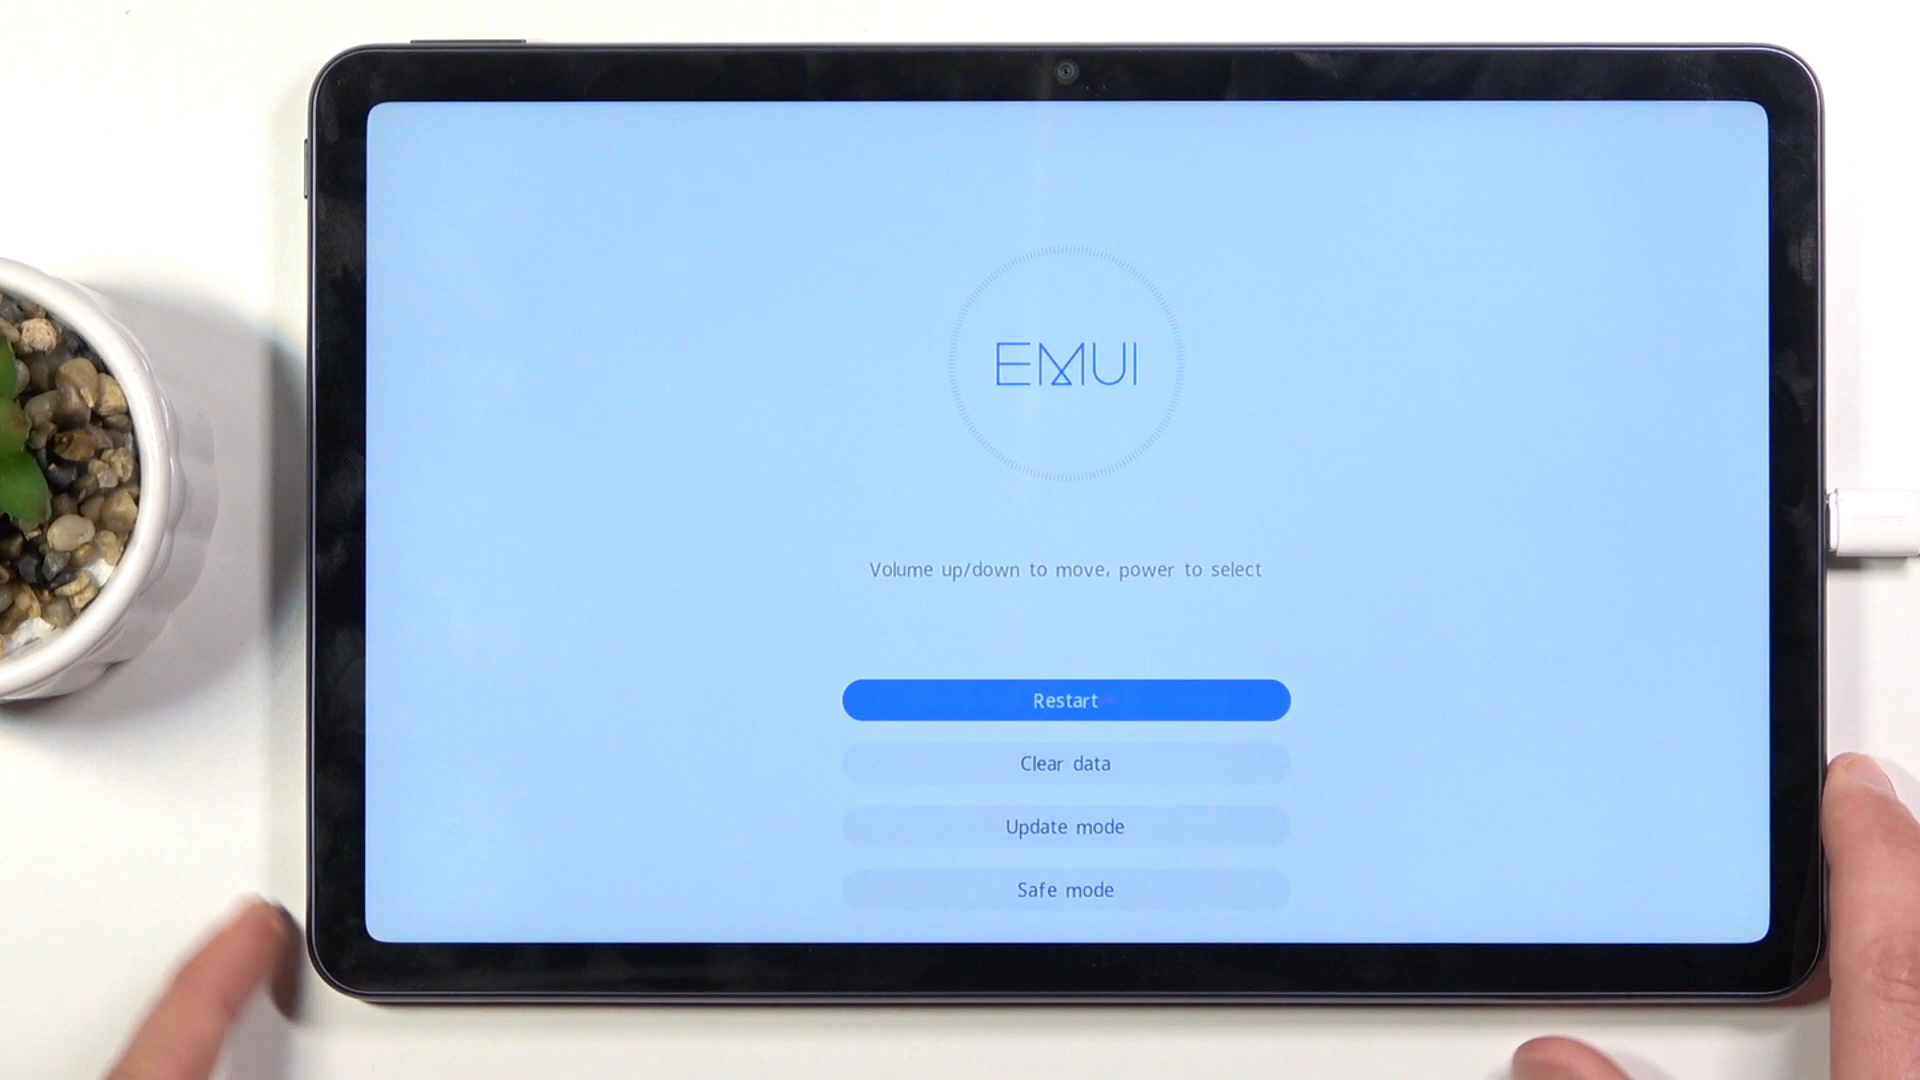 EMUI
Volume up/down to move, power to select
Restart
Clear data
Update mode
Safe mode